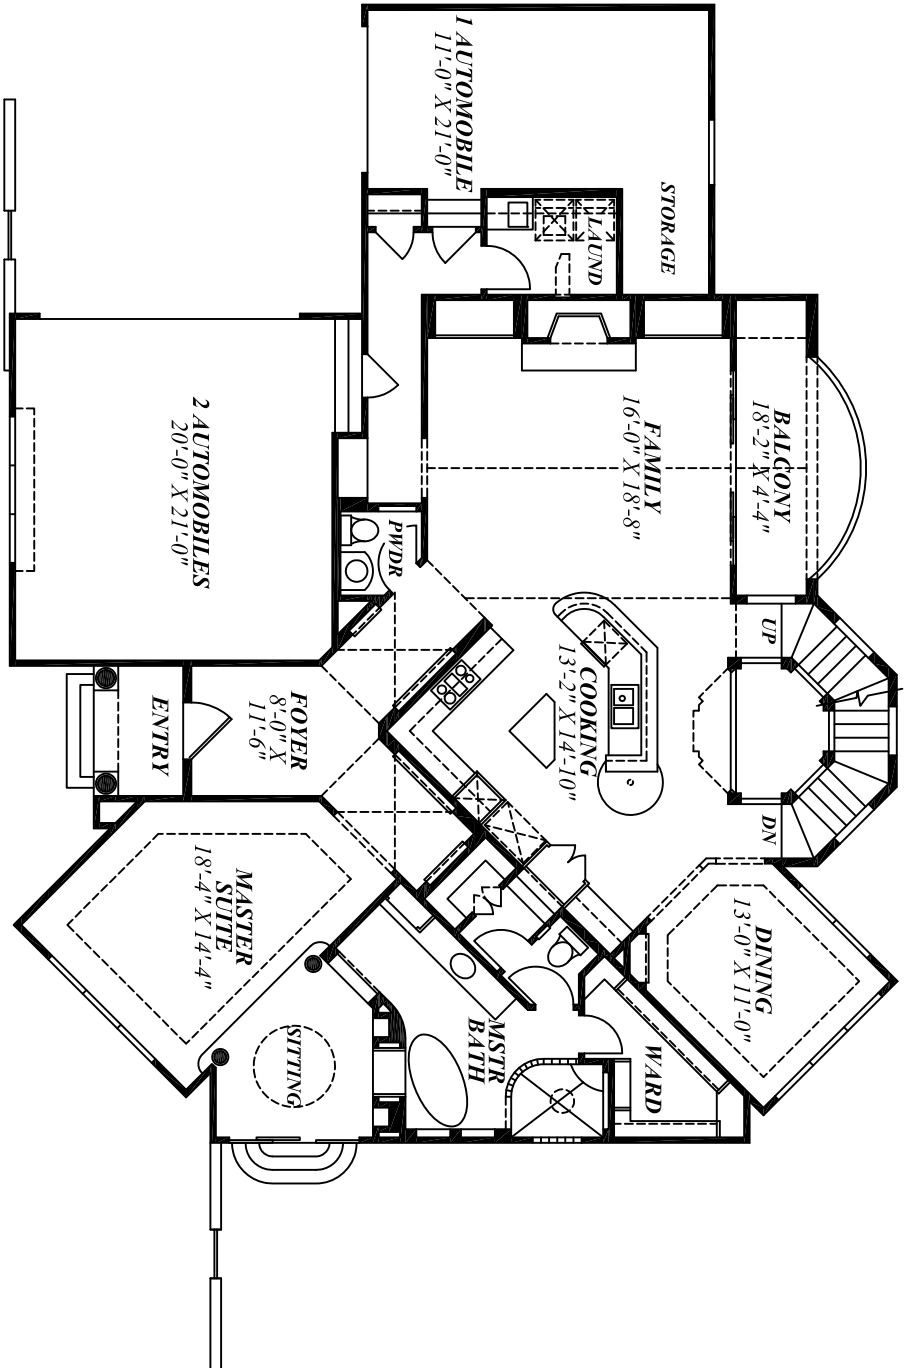 1 AUTOMOBILE
11'-0" X 21'-0"
STORAGE
LAUND
BALCONY
18'-2" X 4'-4"
FAMILY
16'-0" X 18'-8"
2 AUTOMOBILES
20'-0" X 21'-0"
PWDR
UP
COOKING
13'-2" X 14'-10"
FOYER
8'-0" X
11'-6"
ENTRY
DN
DINING
13'-0" X 11'-0"
MASTER
SUITE
18'-4" X 14'-4"
SITTING
MSTR
BATH
WARD